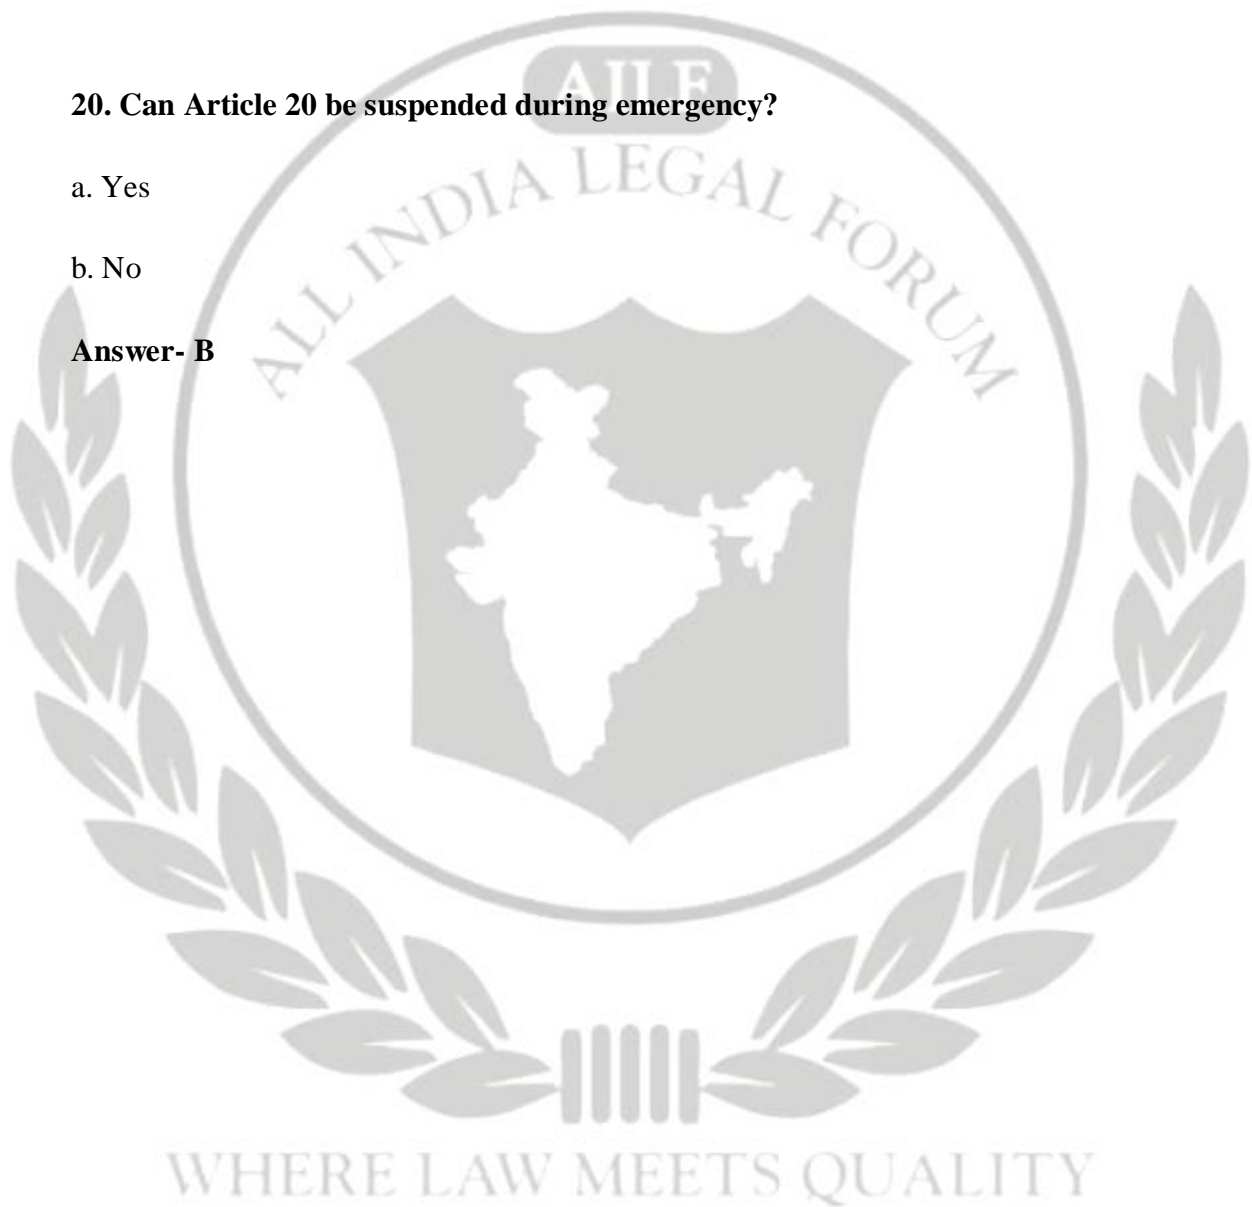 AILF
20. Can Article 20 be suspended during emergency?
ALL INDIA LEGAL FORUM
a. Yes
b. No
Answer- B
WHERE LAW MEETS QUALITY